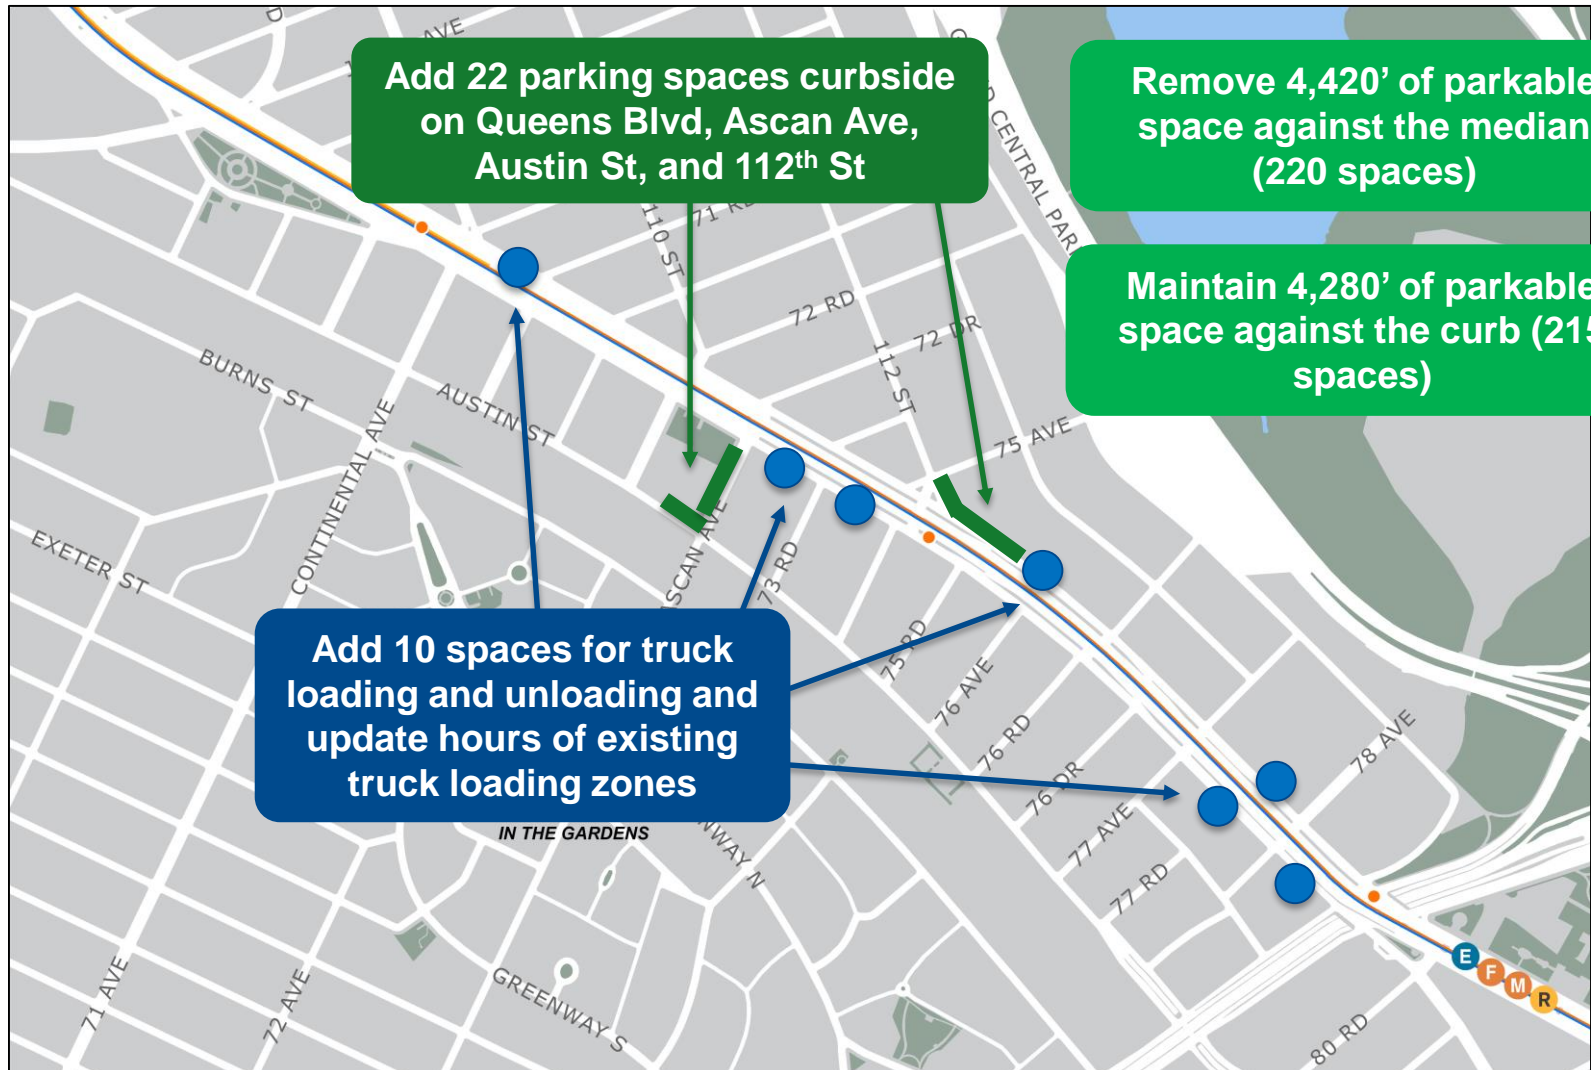 Add 22 parking spaces curbside
on Queens Blvd, Ascan Ave,
Austin St, and 112th St
Remove 4,420’ of parkable
space against the median
(220 spaces)
Maintain 4,280’ of parkable
space against the curb (215
spaces)
AVE
110 ST
71 RD
72 RD
72 DR
112 ST
75 AVE
BURNS ST
AUSTIN ST
CONTINENTAL AVE
EXETER ST
ASCAN AVE
73 RD
75 RD
76 AVE
76 RD
76 DR
77 AVE
77 RD
78 AVE
Add 10 spaces for truck
loading and unloading and
update hours of existing
truck loading zones
IN THE GARDENS
71 AVE
72 AVE
GREENWAY S
80 RD
E
F
M
R